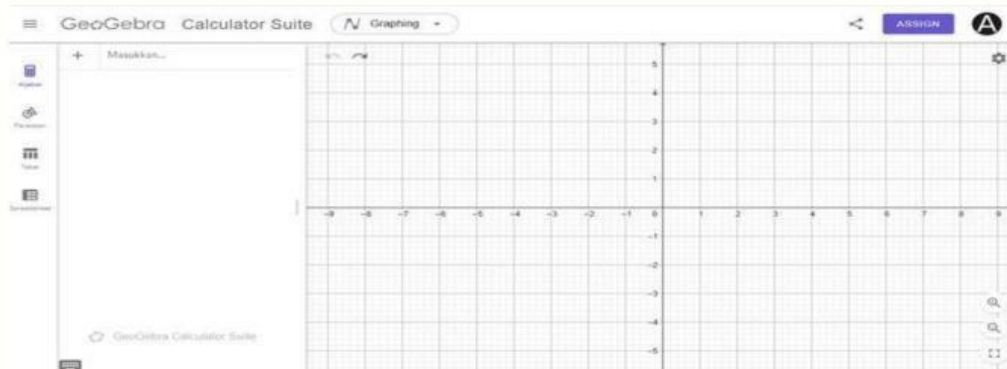 GeoGebra Calculator Suite Graphing ASSIGN A
+ Masukkan...
5
4
3
2
1
-9 -8 -7 -6 -5 -4 -3 -2 -1 0 1 2 3 4 5 6 7 8 9
-1
-2
-3
-4
-5
GeoGebra Calculator Suite